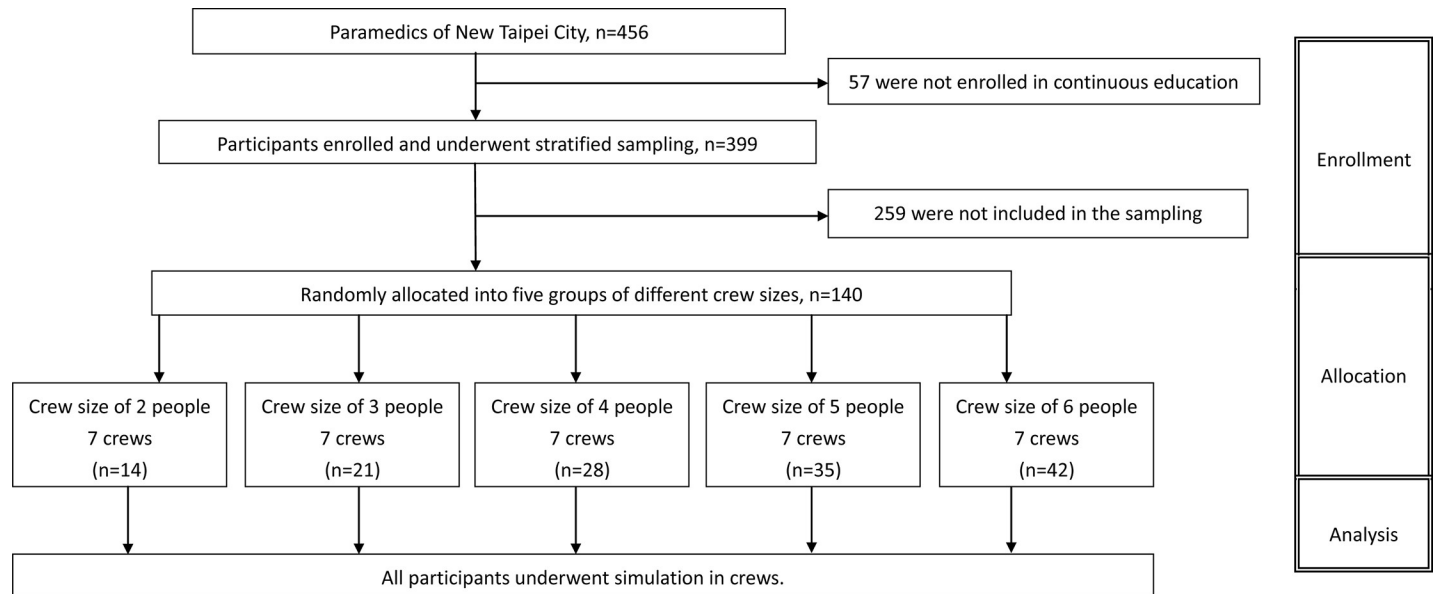 Paramedics of New Taipei City, n=456
57 were not enrolled in continuous education
Participants enrolled and underwent stratified sampling, n=399
Enrollment
259 were not included in the sampling
Randomly allocated into five groups of different crew sizes, n=140
Allocation
Crew size of 2 people
7 crews
(n=14)
Crew size of 3 people
7 crews
(n=21)
Crew size of 4 people
7 crews
(n=28)
Crew size of 5 people
7 crews
(n=35)
Crew size of 6 people
7 crews
(n=42)
Analysis
All participants underwent simulation in crews.